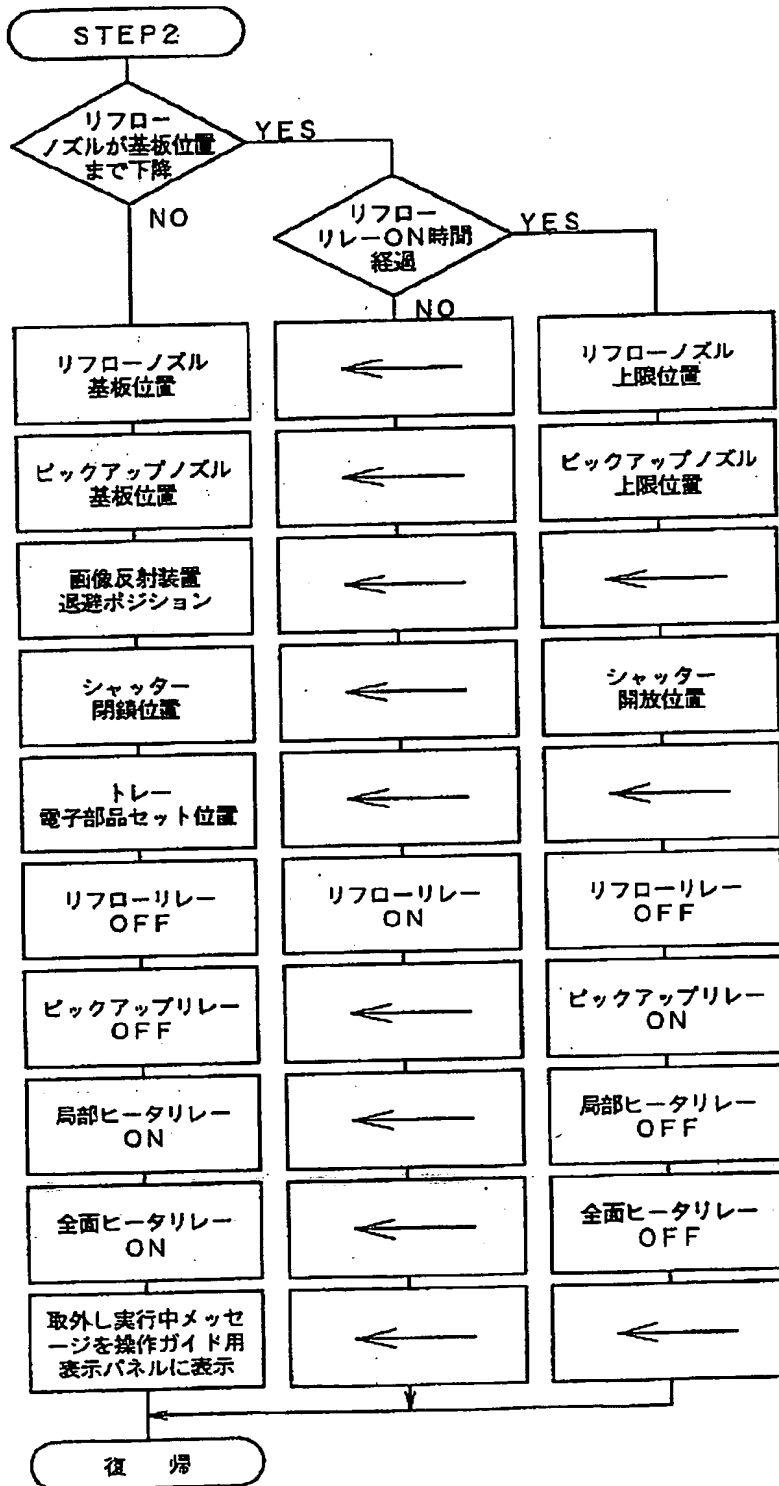 STEP2
リフロー
ノズルが基板位置
まで下降
YES
NO
リフロー
リレーON時間
経過
YES
NO
リフローノズル
基板位置
リフローノズル
上限位置
ピックアップノズル
基板位置
ピックアップノズル
上限位置
画像反射装置
退避ポジション
シャッター
閉鎖位置
シャッター
開放位置
トレー
電子部品セット位置
リフローリレー
OFF
リフローリレー
ON
リフローリレー
OFF
ピックアップリレー
OFF
ピックアップリレー
ON
局部ヒータリレー
ON
局部ヒータリレー
OFF
全面ヒータリレー
ON
全面ヒータリレー
OFF
取外し実行中メッセ
ージを操作ガイド用
表示パネルに表示
復 帰